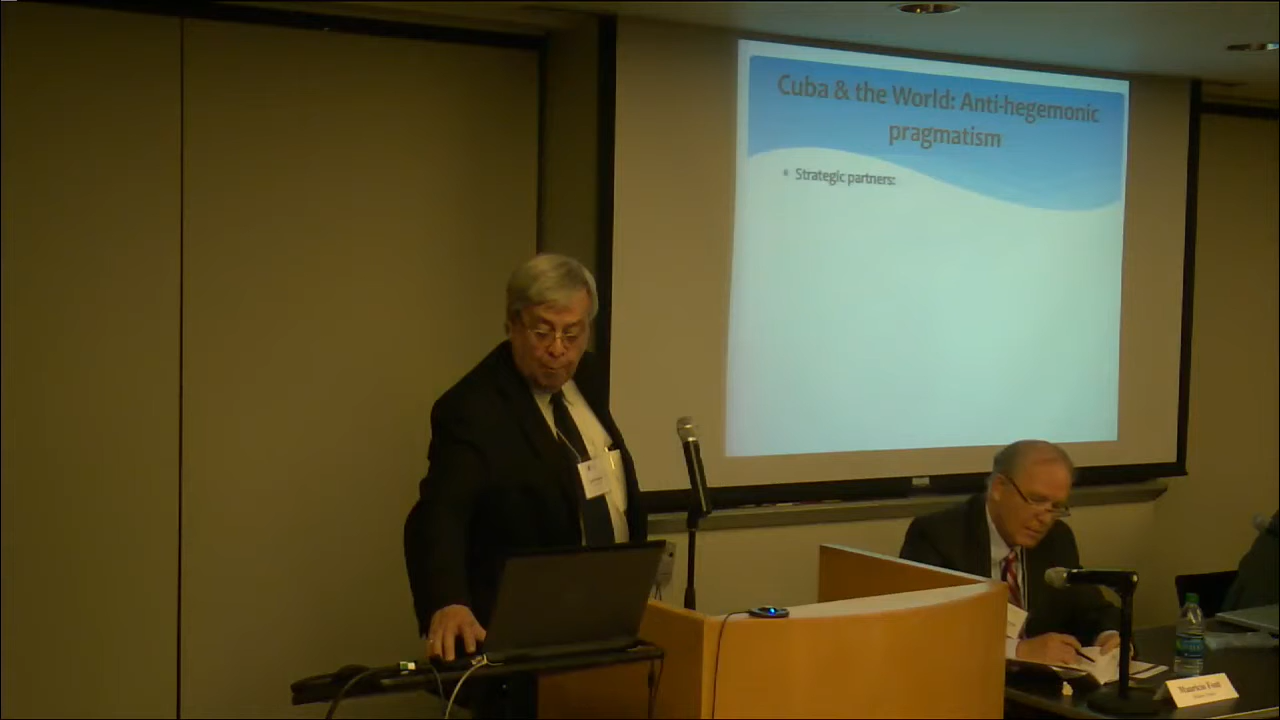 Cuba & the World: Anti-hegemonic
pragmatism
• Strategic partners:
Mauricio Font